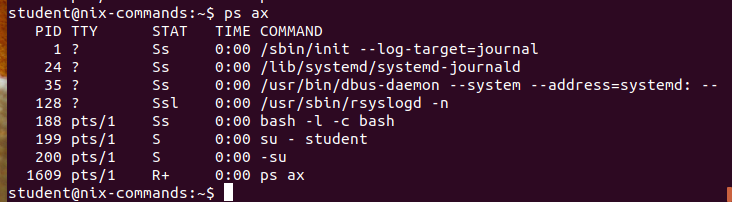 student@nix-commands:~$ ps ax
PID TTY STAT TIME COMMAND
1 ? Ss 0:00 /sbin/init --log-target=journal
24 ? Ss 0:00 /lib/systemd/systemd-journald
35 ? Ss 0:00 /usr/bin/dbus-daemon --system --address=systemd: --
128 ? Ssl 0:00 /usr/sbin/rsyslogd -n
188 pts/1 Ss 0:00 bash -l -c bash
199 pts/1 S 0:00 su - student
200 pts/1 S 0:00 -su
1609 pts/1 R+ 0:00 ps ax
student@nix-commands:~$